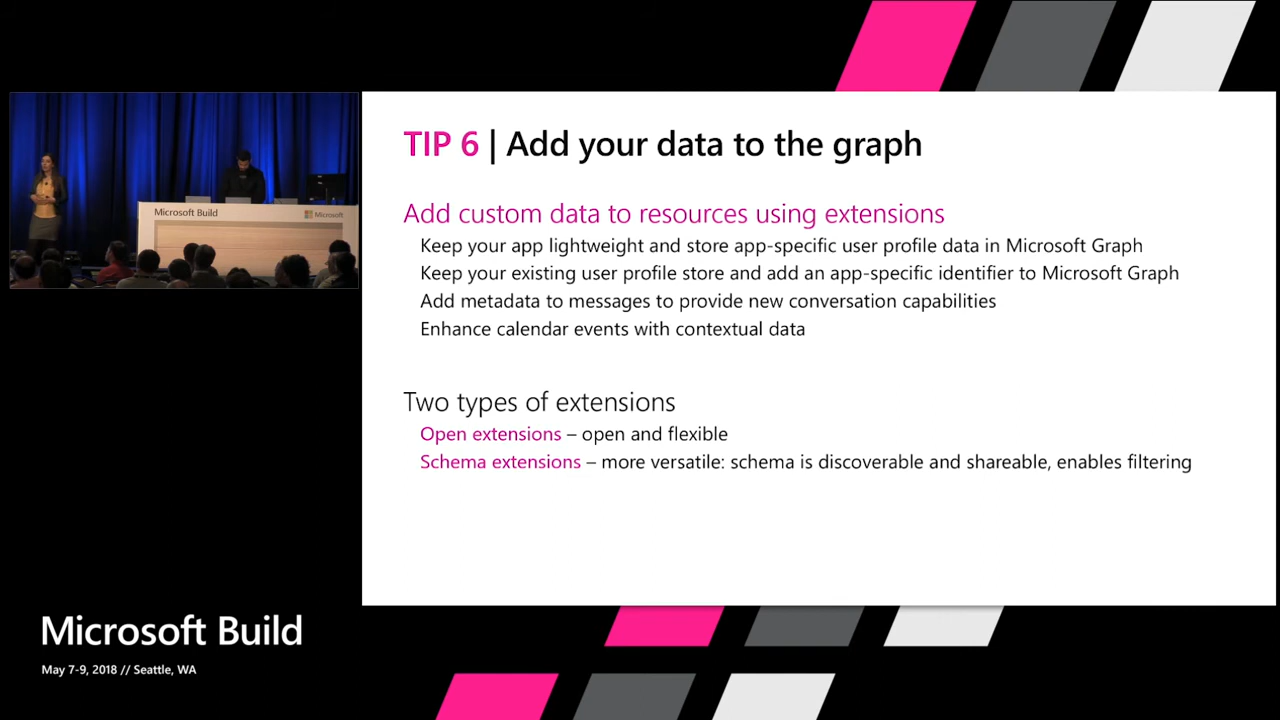 TIP 6 | Add your data to the graph
Add custom data to resources using extensions
Keep your app lightweight and store app-specific user profile data in Microsoft Graph
Keep your existing user profile store and add an app-specific identifier to Microsoft Graph
Add metadata to messages to provide new conversation capabilities
Enhance calendar events with contextual data
Two types of extensions
Open extensions – open and flexible
Schema extensions – more versatile: schema is discoverable and shareable, enables filtering
Microsoft Build
Microsoft
Microsoft Build
May 7-9, 2018 // Seattle, WA